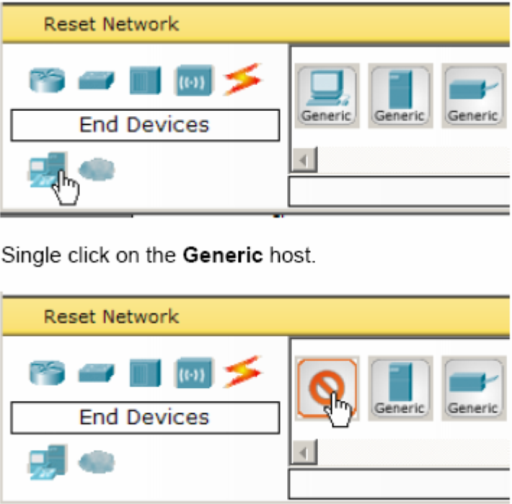 Reset Network
End Devices
Generic Generic Generic
Single click on the Generic host.
Reset Network
End Devices
Generic Generic